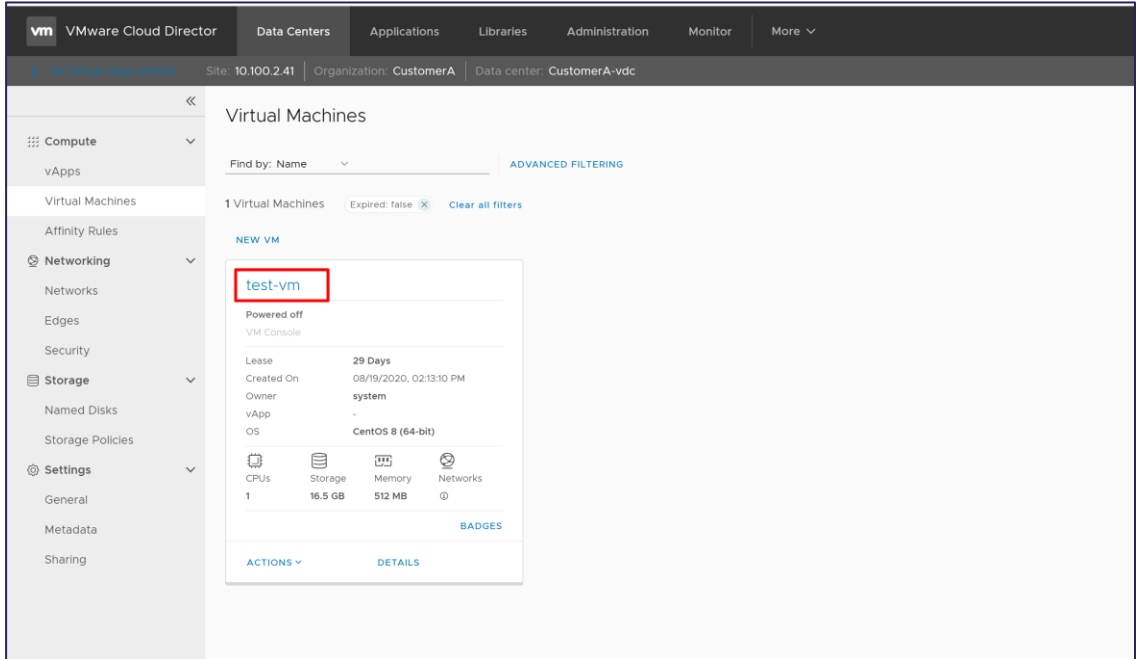 vm VMware Cloud Director Data Centers Applications Libraries Administration Monitor More
Site: 10.100.2.41 Organization: CustomerA Data center: CustomerA-vdc
Virtual Machines
Compute
vApps
Virtual Machines
Affinity Rules
Networking
Networks
Edges
Security
Storage
Named Disks
Storage Policies
Settings
General
Metadata
Sharing
Find by: Name ADVANCED FILTERING
1 Virtual Machines Expired: false Clear all filters
NEW VM
test-vm
Powered off
VM Console
Lease 29 Days
Created On 08/19/2020, 02:13:10 PM
Owner system
vApp -
OS CentOS 8 (64-bit)
CPUs Storage Memory Networks
1 16.5 GB 512 MB
BADGES
ACTIONS DETAILS